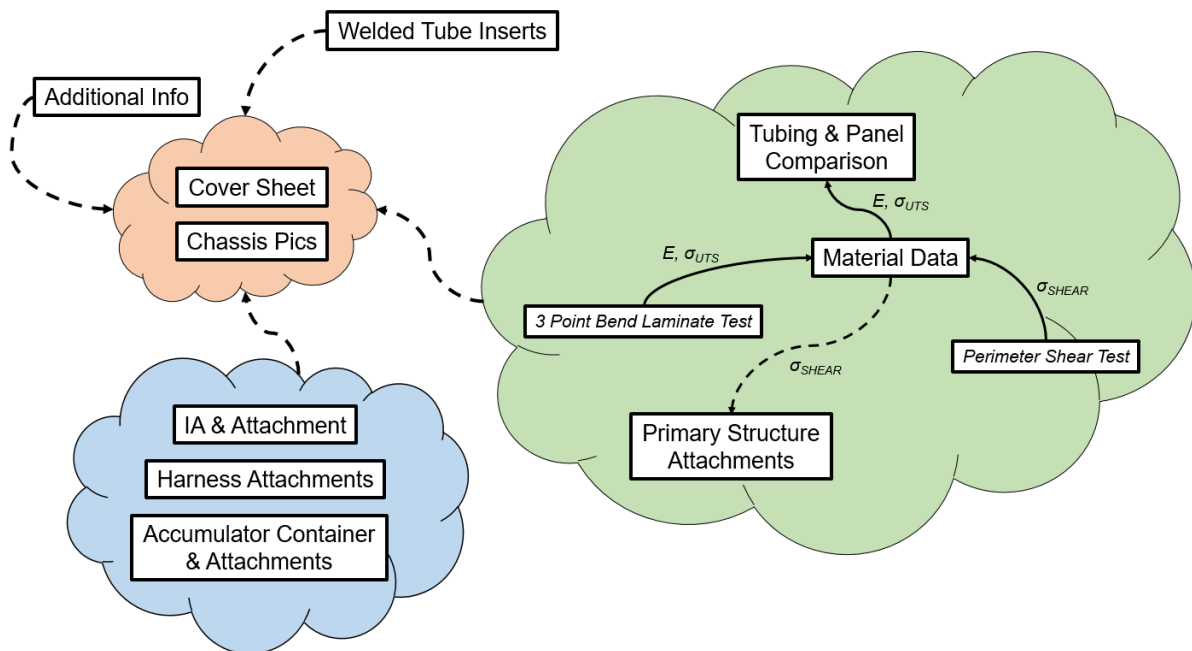 Welded Tube Inserts
Additional Info
Cover Sheet
Chassis Pics
Tubing & Panel
Comparison
E, σUTS
Material Data
E, σUTS
σSHEAR
3 Point Bend Laminate Test
Perimeter Shear Test
σSHEAR
Primary Structure
Attachments
IA & Attachment
Harness Attachments
Accumulator Container
& Attachments